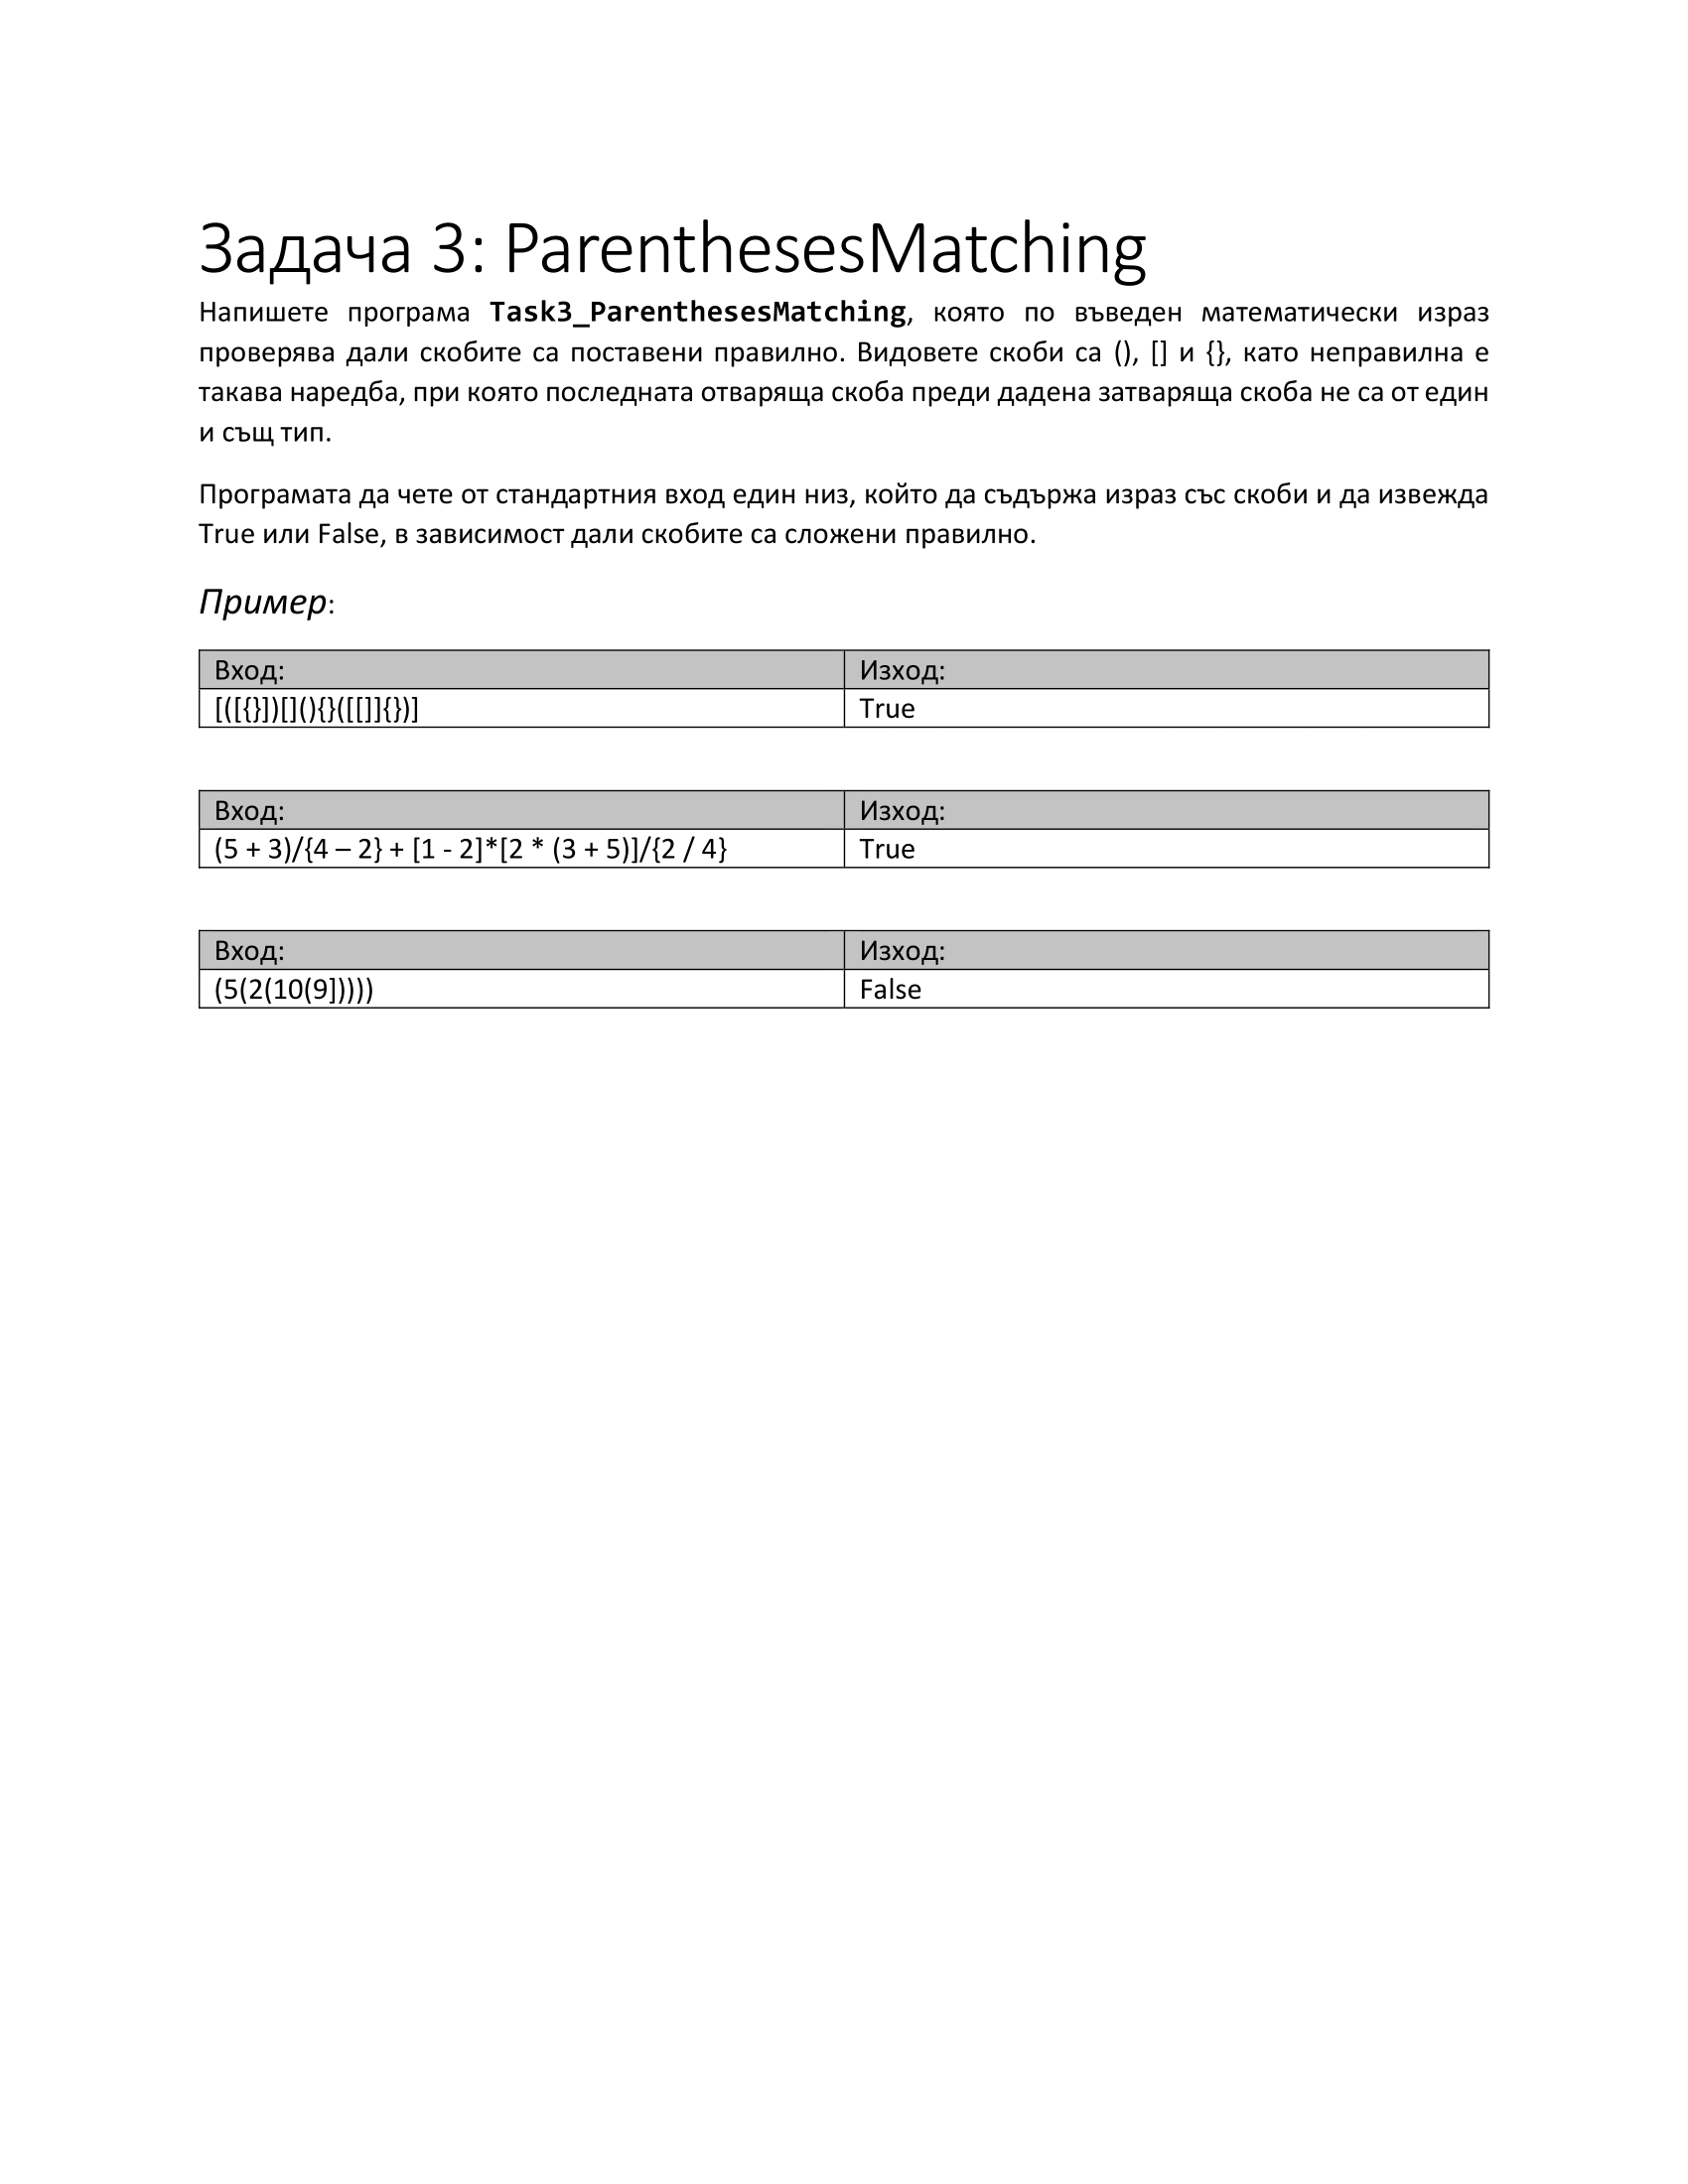 Задача 3: ParenthesesMatching
Напишете програма Task3_ParenthesesMatching, която по въведен математически израз
проверява дали скобите са поставени правилно. Видовете скоби са (), [] и {}, като неправилна е
такава наредба, при която последната отваряща скоба преди дадена затваряща скоба не са от един
и същ тип.
Програмата да чете от стандартния вход един низ, който да съдържа израз със скоби и да извежда
True или False, в зависимост дали скобите са сложени правилно.
Пример:
Вход: Изход:
[([{}])[](){}([[]]{})] True
Вход: Изход:
(5 + 3)/{4 – 2} + [1 - 2]*[2 * (3 + 5)]/{2 / 4} True
Вход: Изход:
(5(2(10(9]))))) False